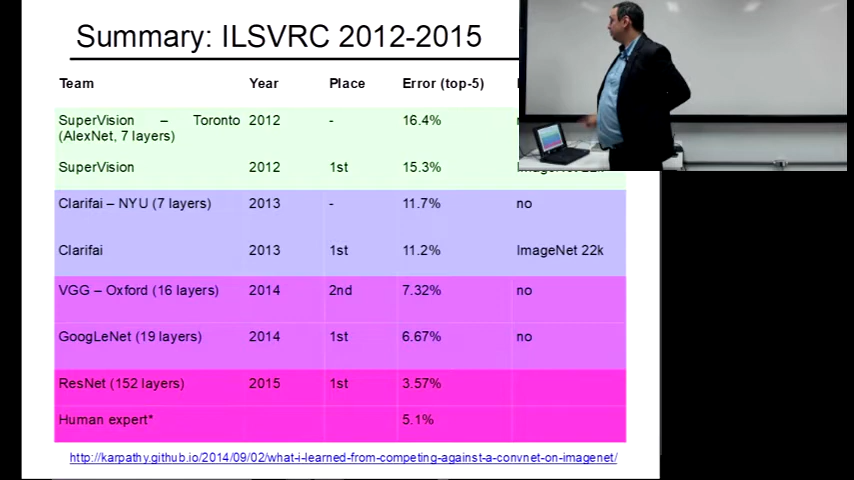 Summary: ILSVRC 2012-2015
Team Year Place Error (top-5)
SuperVision – Toronto 2012 - 16.4%
(AlexNet, 7 layers)
SuperVision 2012 1st 15.3%
Clarifai – NYU (7 layers) 2013 - 11.7% no
Clarifai 2013 1st 11.2% ImageNet 22k
VGG – Oxford (16 layers) 2014 2nd 7.32% no
GoogLeNet (19 layers) 2014 1st 6.67% no
ResNet (152 layers) 2015 1st 3.57%
Human expert* 5.1%
http://karpathy.github.io/2014/09/02/what-i-learned-from-competing-against-a-convnet-on-imagenet/